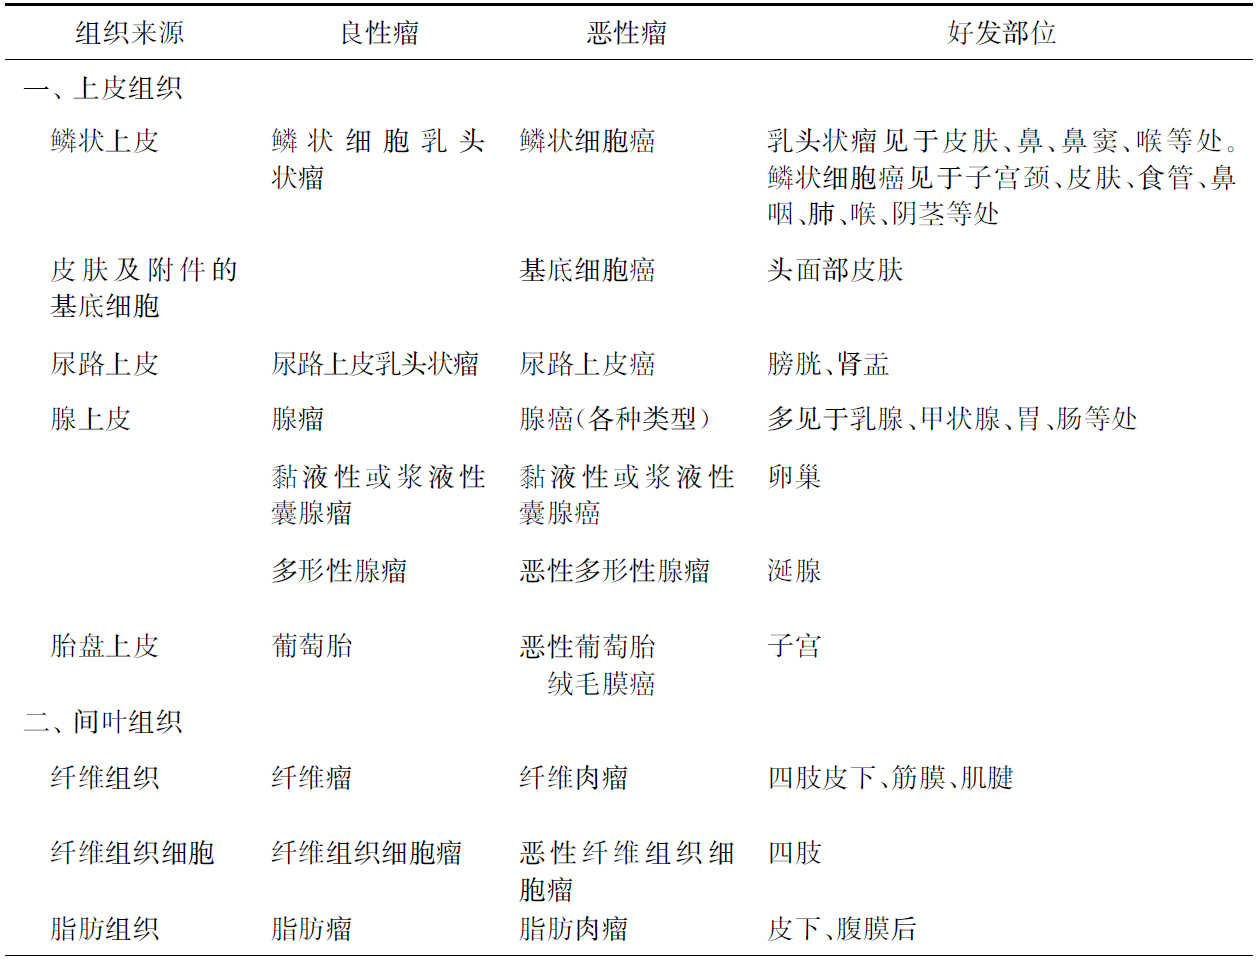 组织来源 良性瘤 恶性瘤 好发部位
一、上皮组织
鳞状上皮 鳞状细胞乳头 鳞状细胞癌 乳头状瘤见于皮肤、鼻、鼻窦、喉等处。
状瘤 鳞状细胞癌见于子宫颈、皮肤、食管、鼻
咽、肺、喉、阴茎等处
皮肤及附件的 基底细胞癌 头面部皮肤
基底细胞
尿路上皮 尿路上皮乳头状瘤 尿路上皮癌 膀胱、肾盂
腺上皮 腺瘤 腺癌(各种类型) 多见于乳腺、甲状腺、胃、肠等处
黏液性或浆液性 黏液性或浆液性 卵巢
囊腺瘤 囊腺癌
多形性腺瘤 恶性多形性腺瘤 涎腺
胎盘上皮 葡萄胎 恶性葡萄胎 子宫
绒毛膜癌
二、间叶组织
纤维组织 纤维瘤 纤维肉瘤 四肢皮下、筋膜、肌腱
纤维组织细胞 纤维组织细胞瘤 恶性纤维组织细 四肢
胞瘤
脂肪组织 脂肪瘤 脂肪肉瘤 皮下、腹膜后